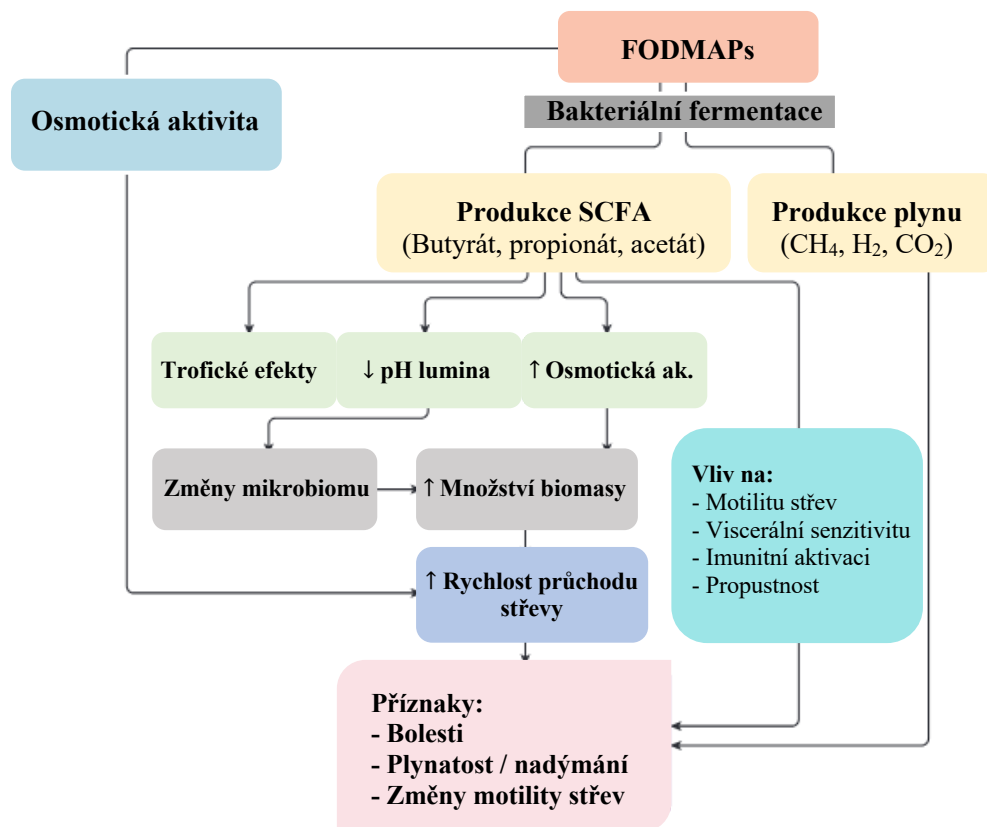 FODMAPs
Osmotická aktivita
Bakteriální fermentace
Produkce SCFA
(Butyrát, propionát, acetát)
Produkce plynu
(CH₄, H₂, CO₂)
Trofické efekty
↓ pH lumina
↑ Osmotická ak.
Změny mikrobiomu
↑ Množství biomasy
Vliv na:
- Motilitu střev
- Viscerální senzitivitu
- Imunitní aktivaci
- Propustnost
↑ Rychlost průchodu
střevy
Příznaky:
- Bolesti
- Plynatost / nadýmání
- Změny motility střev